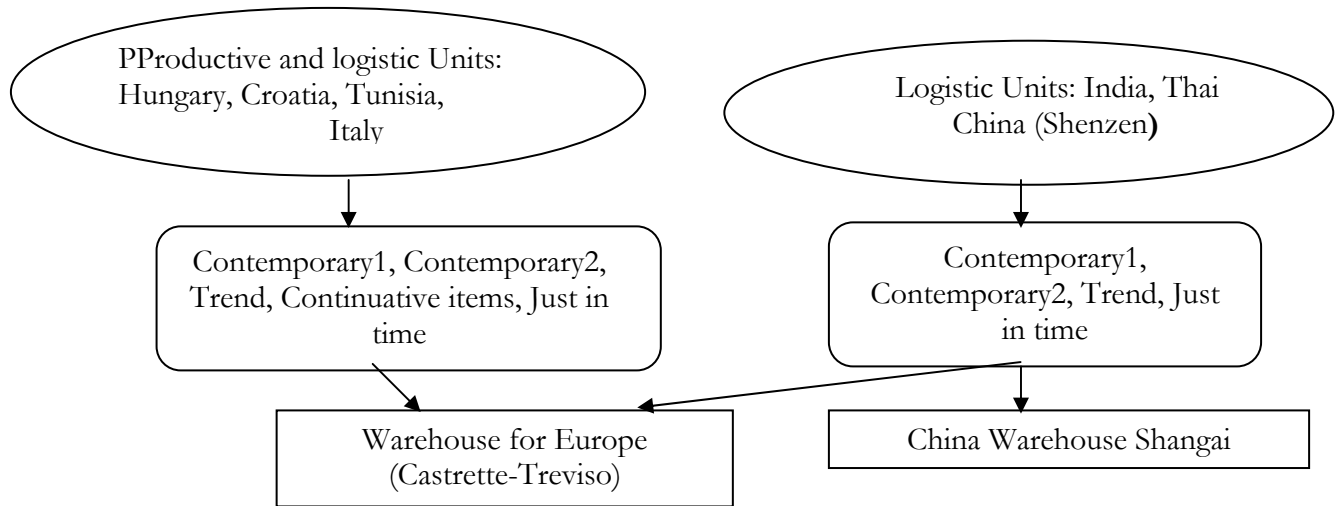 PProductive and logistic Units:
Hungary, Croatia, Tunisia,
Italy
Logistic Units: India, Thai
China (Shenzen)
Contemporary1, Contemporary2,
Trend, Continuative items, Just in
time
Contemporary1,
Contemporary2, Trend, Just
in time
Warehouse for Europe
(Castrette-Treviso)
China Warehouse Shangai